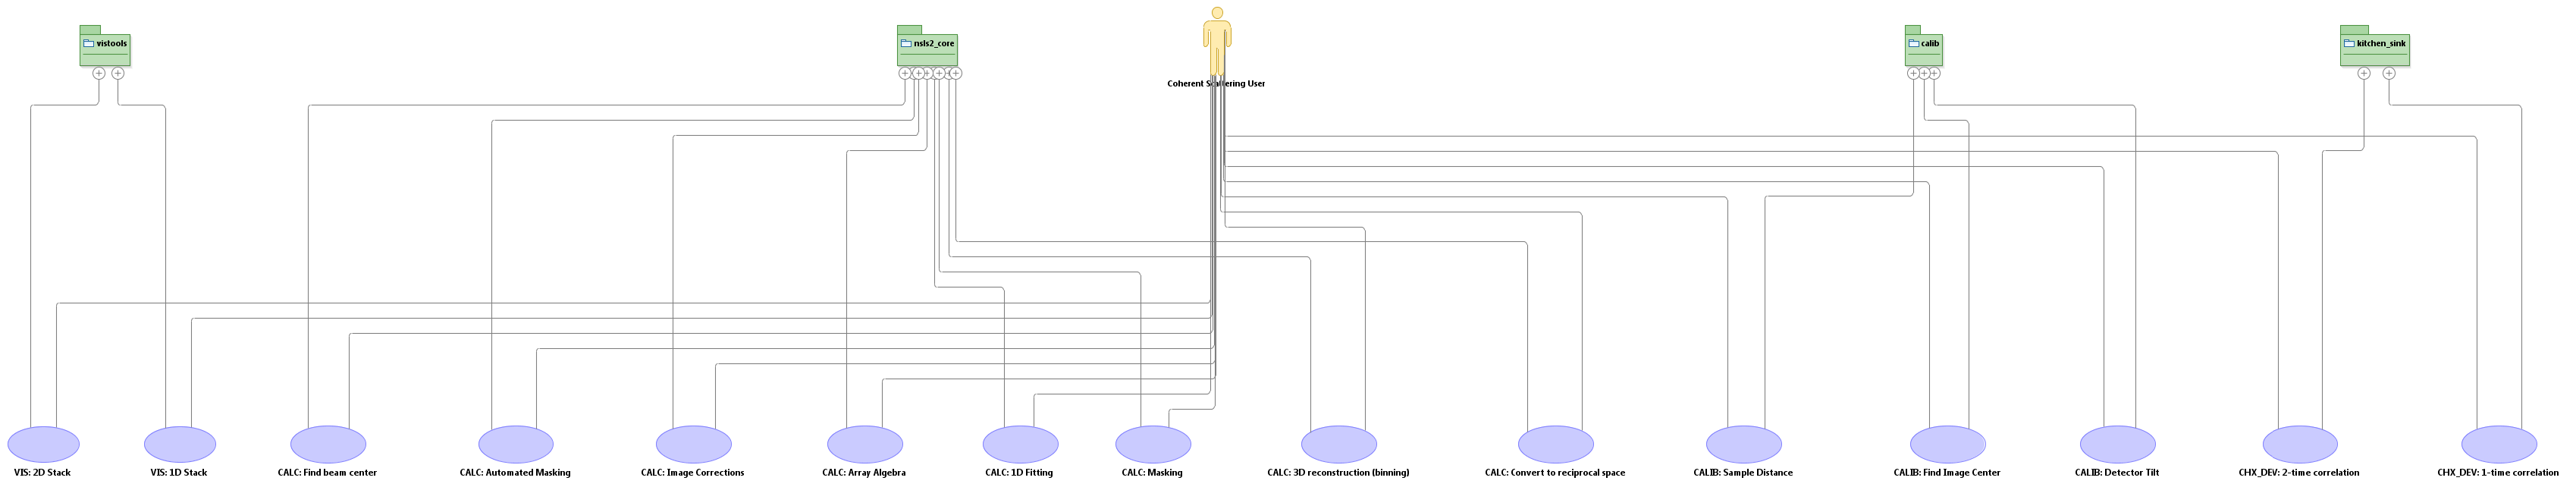 vistools
nsls2_core
calib
kitchen_sink
Coherent Scattering User
VIS: 2D Stack
VIS: 1D Stack
CALC: Find beam center
CALC: Automated Masking
CALC: Image Corrections
CALC: Array Algebra
CALC: 1D Fitting
CALC: Masking
CALC: 3D reconstruction (binning)
CALC: Convert to reciprocal space
CALIB: Sample Distance
CALIB: Find Image Center
CALIB: Detector Tilt
CHX_DEV: 2-time correlation
CHX_DEV: 1-time correlation